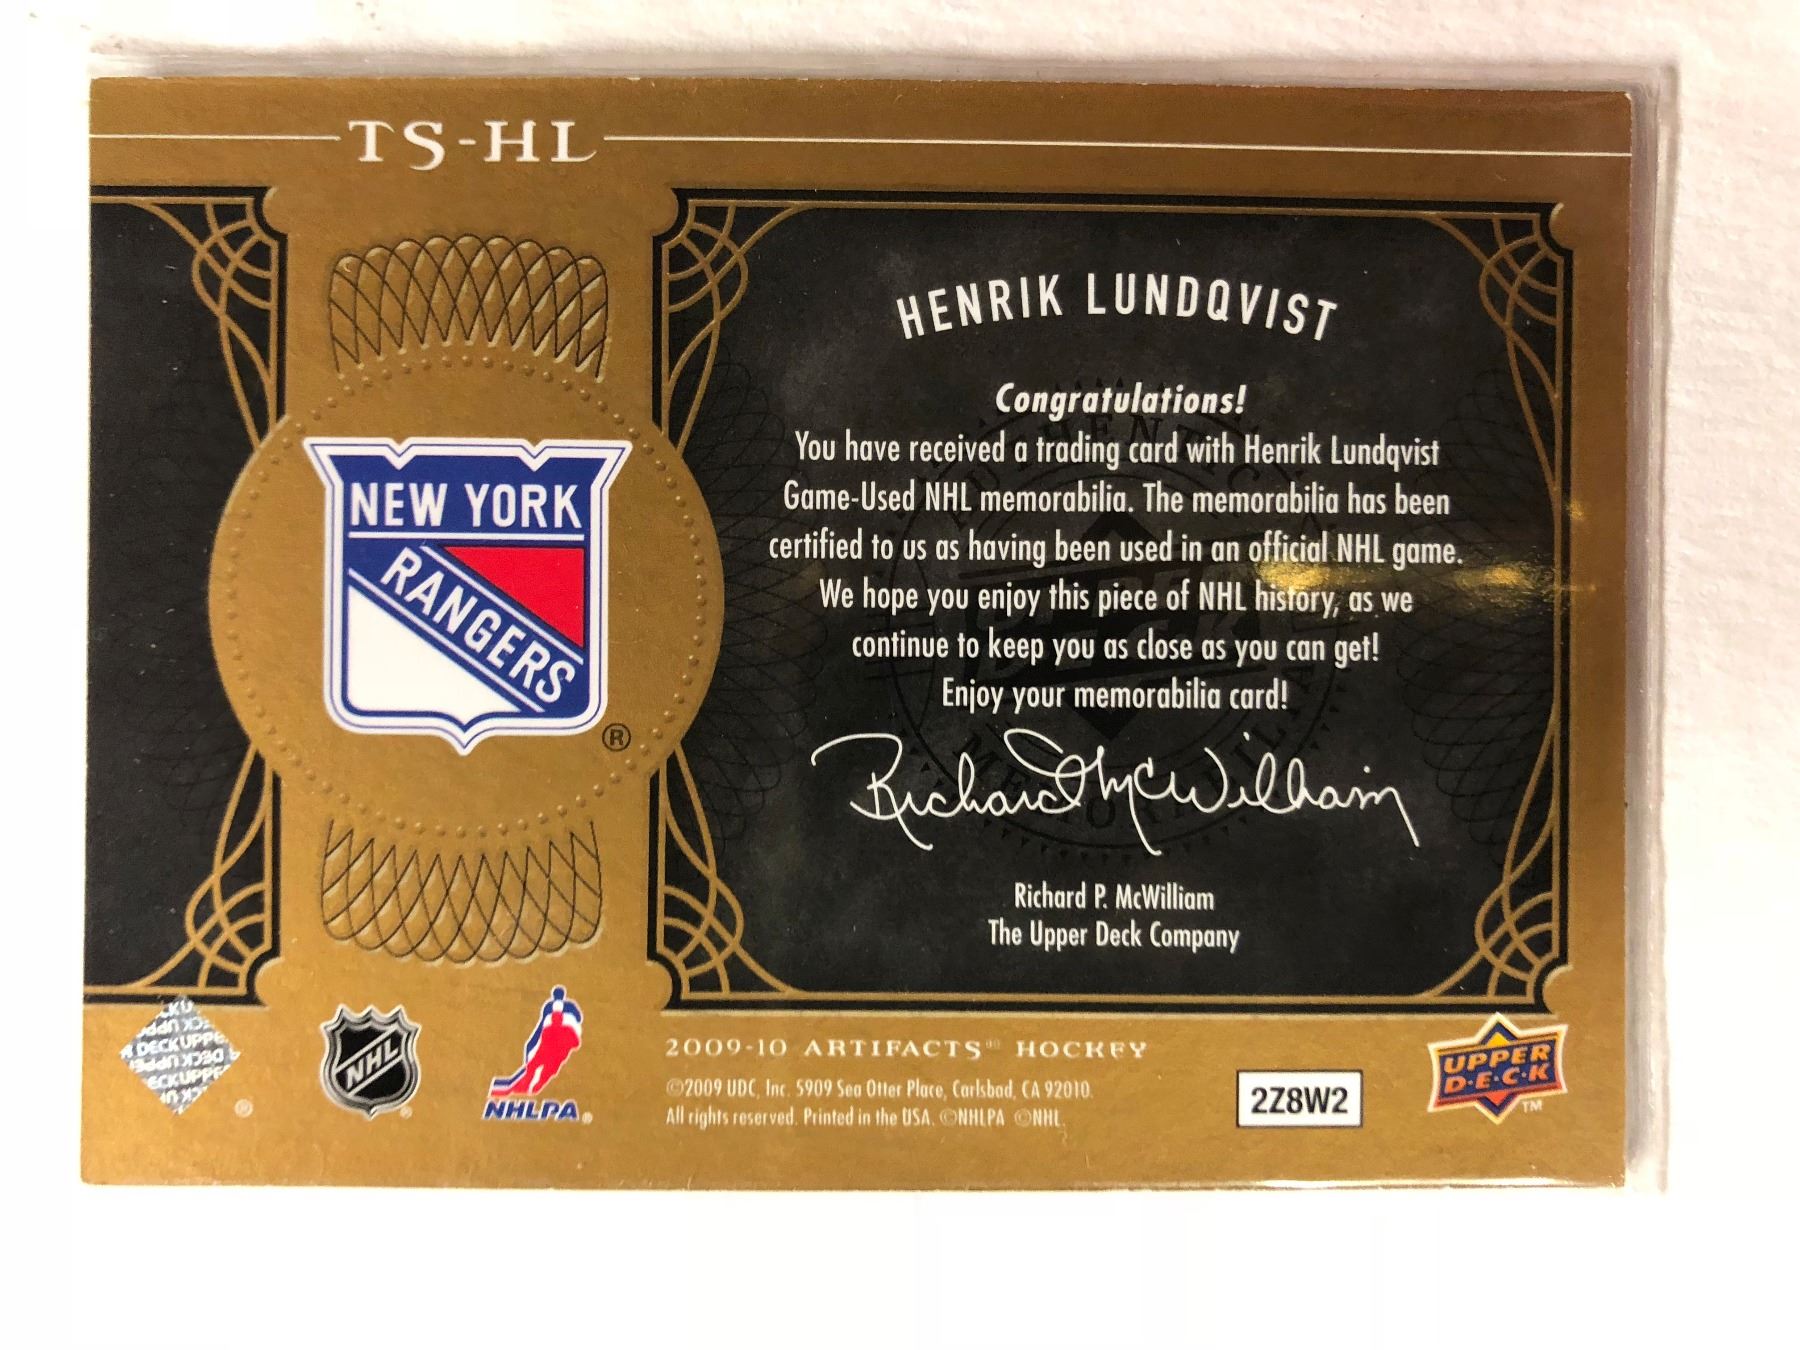 TS-HL
HENRIK LUNDQVIST
Congratulations!
You have received a trading card with Henrik Lundqvist
Game-Used NHL memorabilia. The memorabilia has been
certified to us as having been used in an official NHL game.
We hope you enjoy this piece of NHL history, as we
continue to keep you as close as you can get!
Enjoy your memorabilia card!
Richard McWilliam
Richard P. McWilliam
The Upper Deck Company
NEW YORK
RANGERS
®
NHL
®
NHLPA®
2009-10 ARTIFACTS HOCKEY
©2009 UDC, Inc. 5909 Sea Otter Place, Carlsbad, CA 92010.
All rights reserved. Printed in the USA. ©NHLPA ©NHL.
2Z8W2
UPPER
D·E·C·K
TM
AUTHENTIC
MEMORABILIA